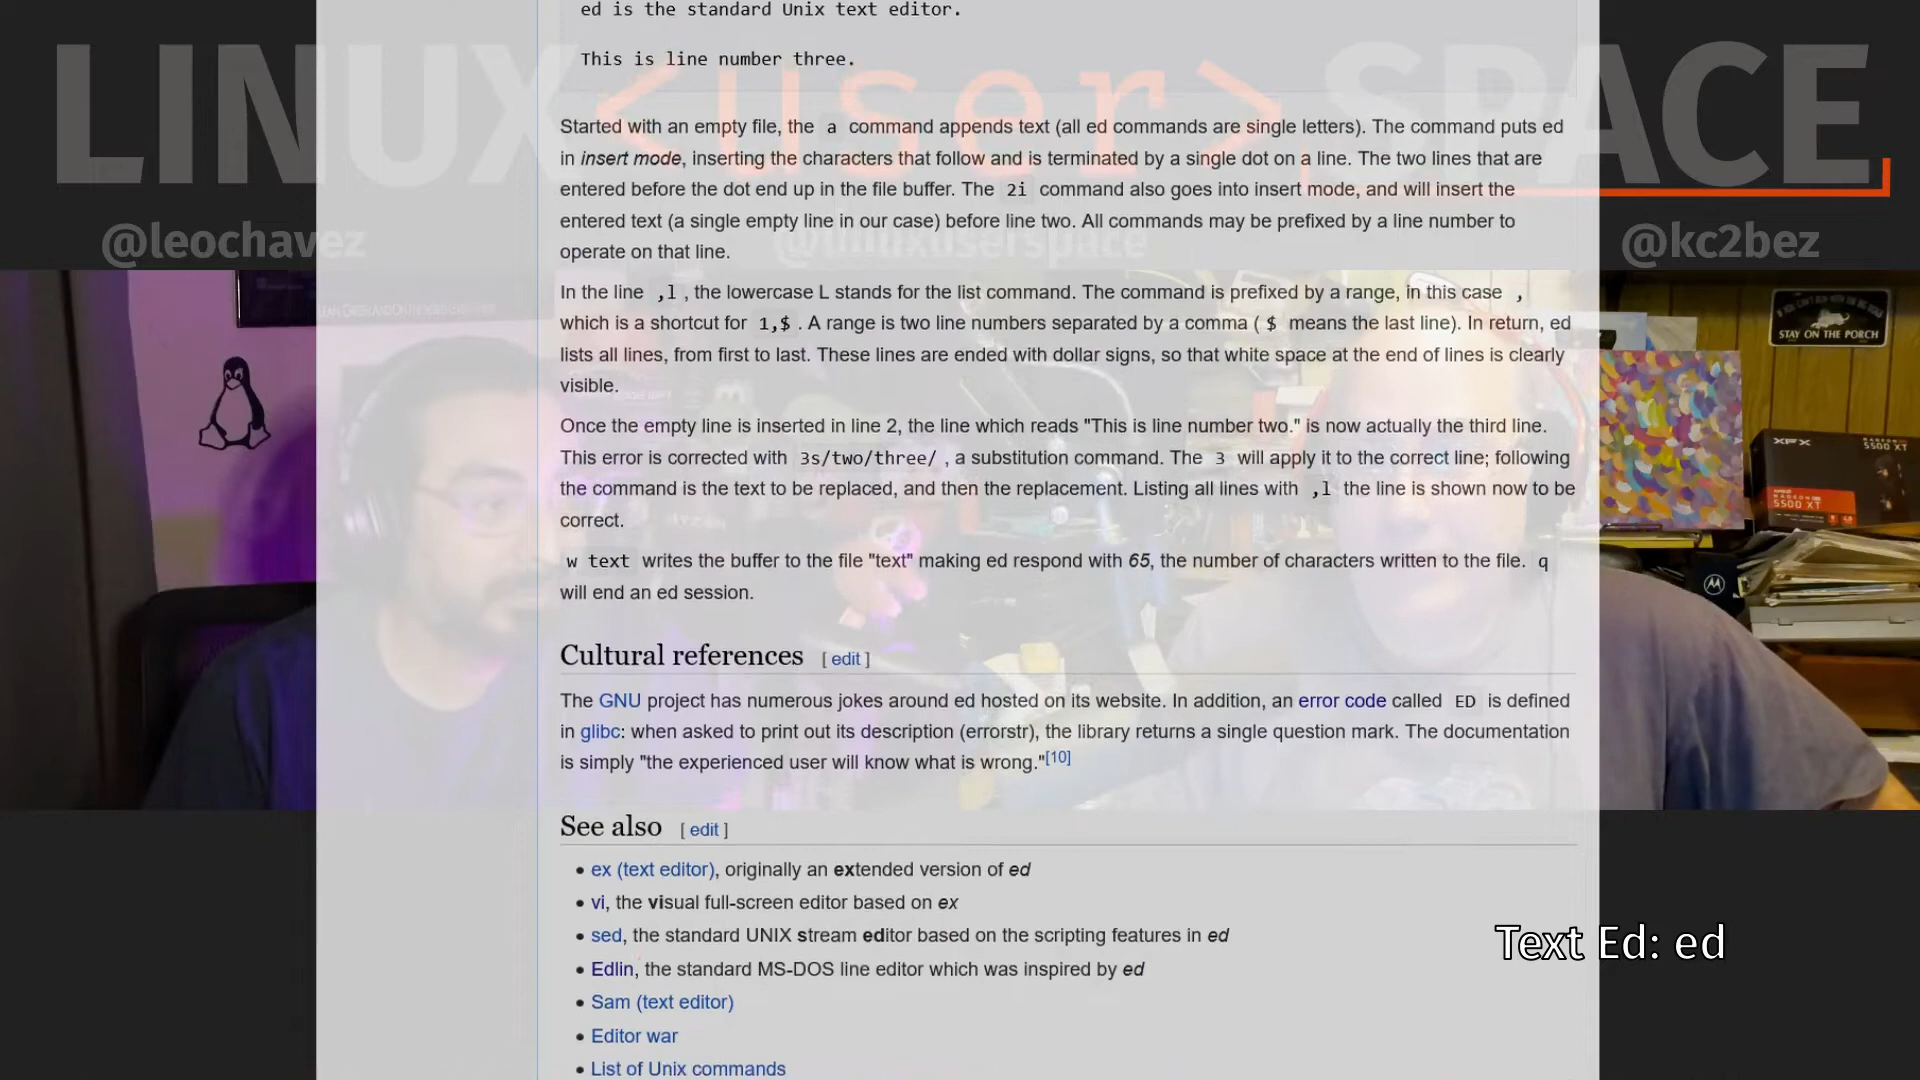 ed is the standard Unix text editor.
This is line number three.
LINUX <user> SPACE
Started with an empty file, the a command appends text (all ed commands are single letters). The command puts ed
in insert mode, inserting the characters that follow and is terminated by a single dot on a line. The two lines that are
entered before the dot end up in the file buffer. The 2i command also goes into insert mode, and will insert the
entered text (a single empty line in our case) before line two. All commands may be prefixed by a line number to
operate on that line.
@leochavez
@linuxuserspace
@kc2bez
In the line ,l , the lowercase L stands for the list command. The command is prefixed by a range, in this case ,
which is a shortcut for 1,$ . A range is two line numbers separated by a comma ( $ means the last line). In return, ed
lists all lines, from first to last. These lines are ended with dollar signs, so that white space at the end of lines is clearly
visible.
STAY ON THE PORCH
Once the empty line is inserted in line 2, the line which reads "This is line number two." is now actually the third line.
This error is corrected with 3s/two/three/ , a substitution command. The 3 will apply it to the correct line; following
the command is the text to be replaced, and then the replacement. Listing all lines with ,l the line is shown now to be
correct.
XFX
5500 XT
RADEON
5500 XT
w text writes the buffer to the file "text" making ed respond with 65, the number of characters written to the file. q
will end an ed session.
Cultural references [ edit ]
The GNU project has numerous jokes around ed hosted on its website. In addition, an error code called ED is defined
in glibc: when asked to print out its description (errorstr), the library returns a single question mark. The documentation
is simply "the experienced user will know what is wrong."[10]
See also [ edit ]
• ex (text editor), originally an extended version of ed
• vi, the visual full-screen editor based on ex
• sed, the standard UNIX stream editor based on the scripting features in ed
• Edlin, the standard MS-DOS line editor which was inspired by ed
• Sam (text editor)
• Editor war
• List of Unix commands
Text Ed: ed